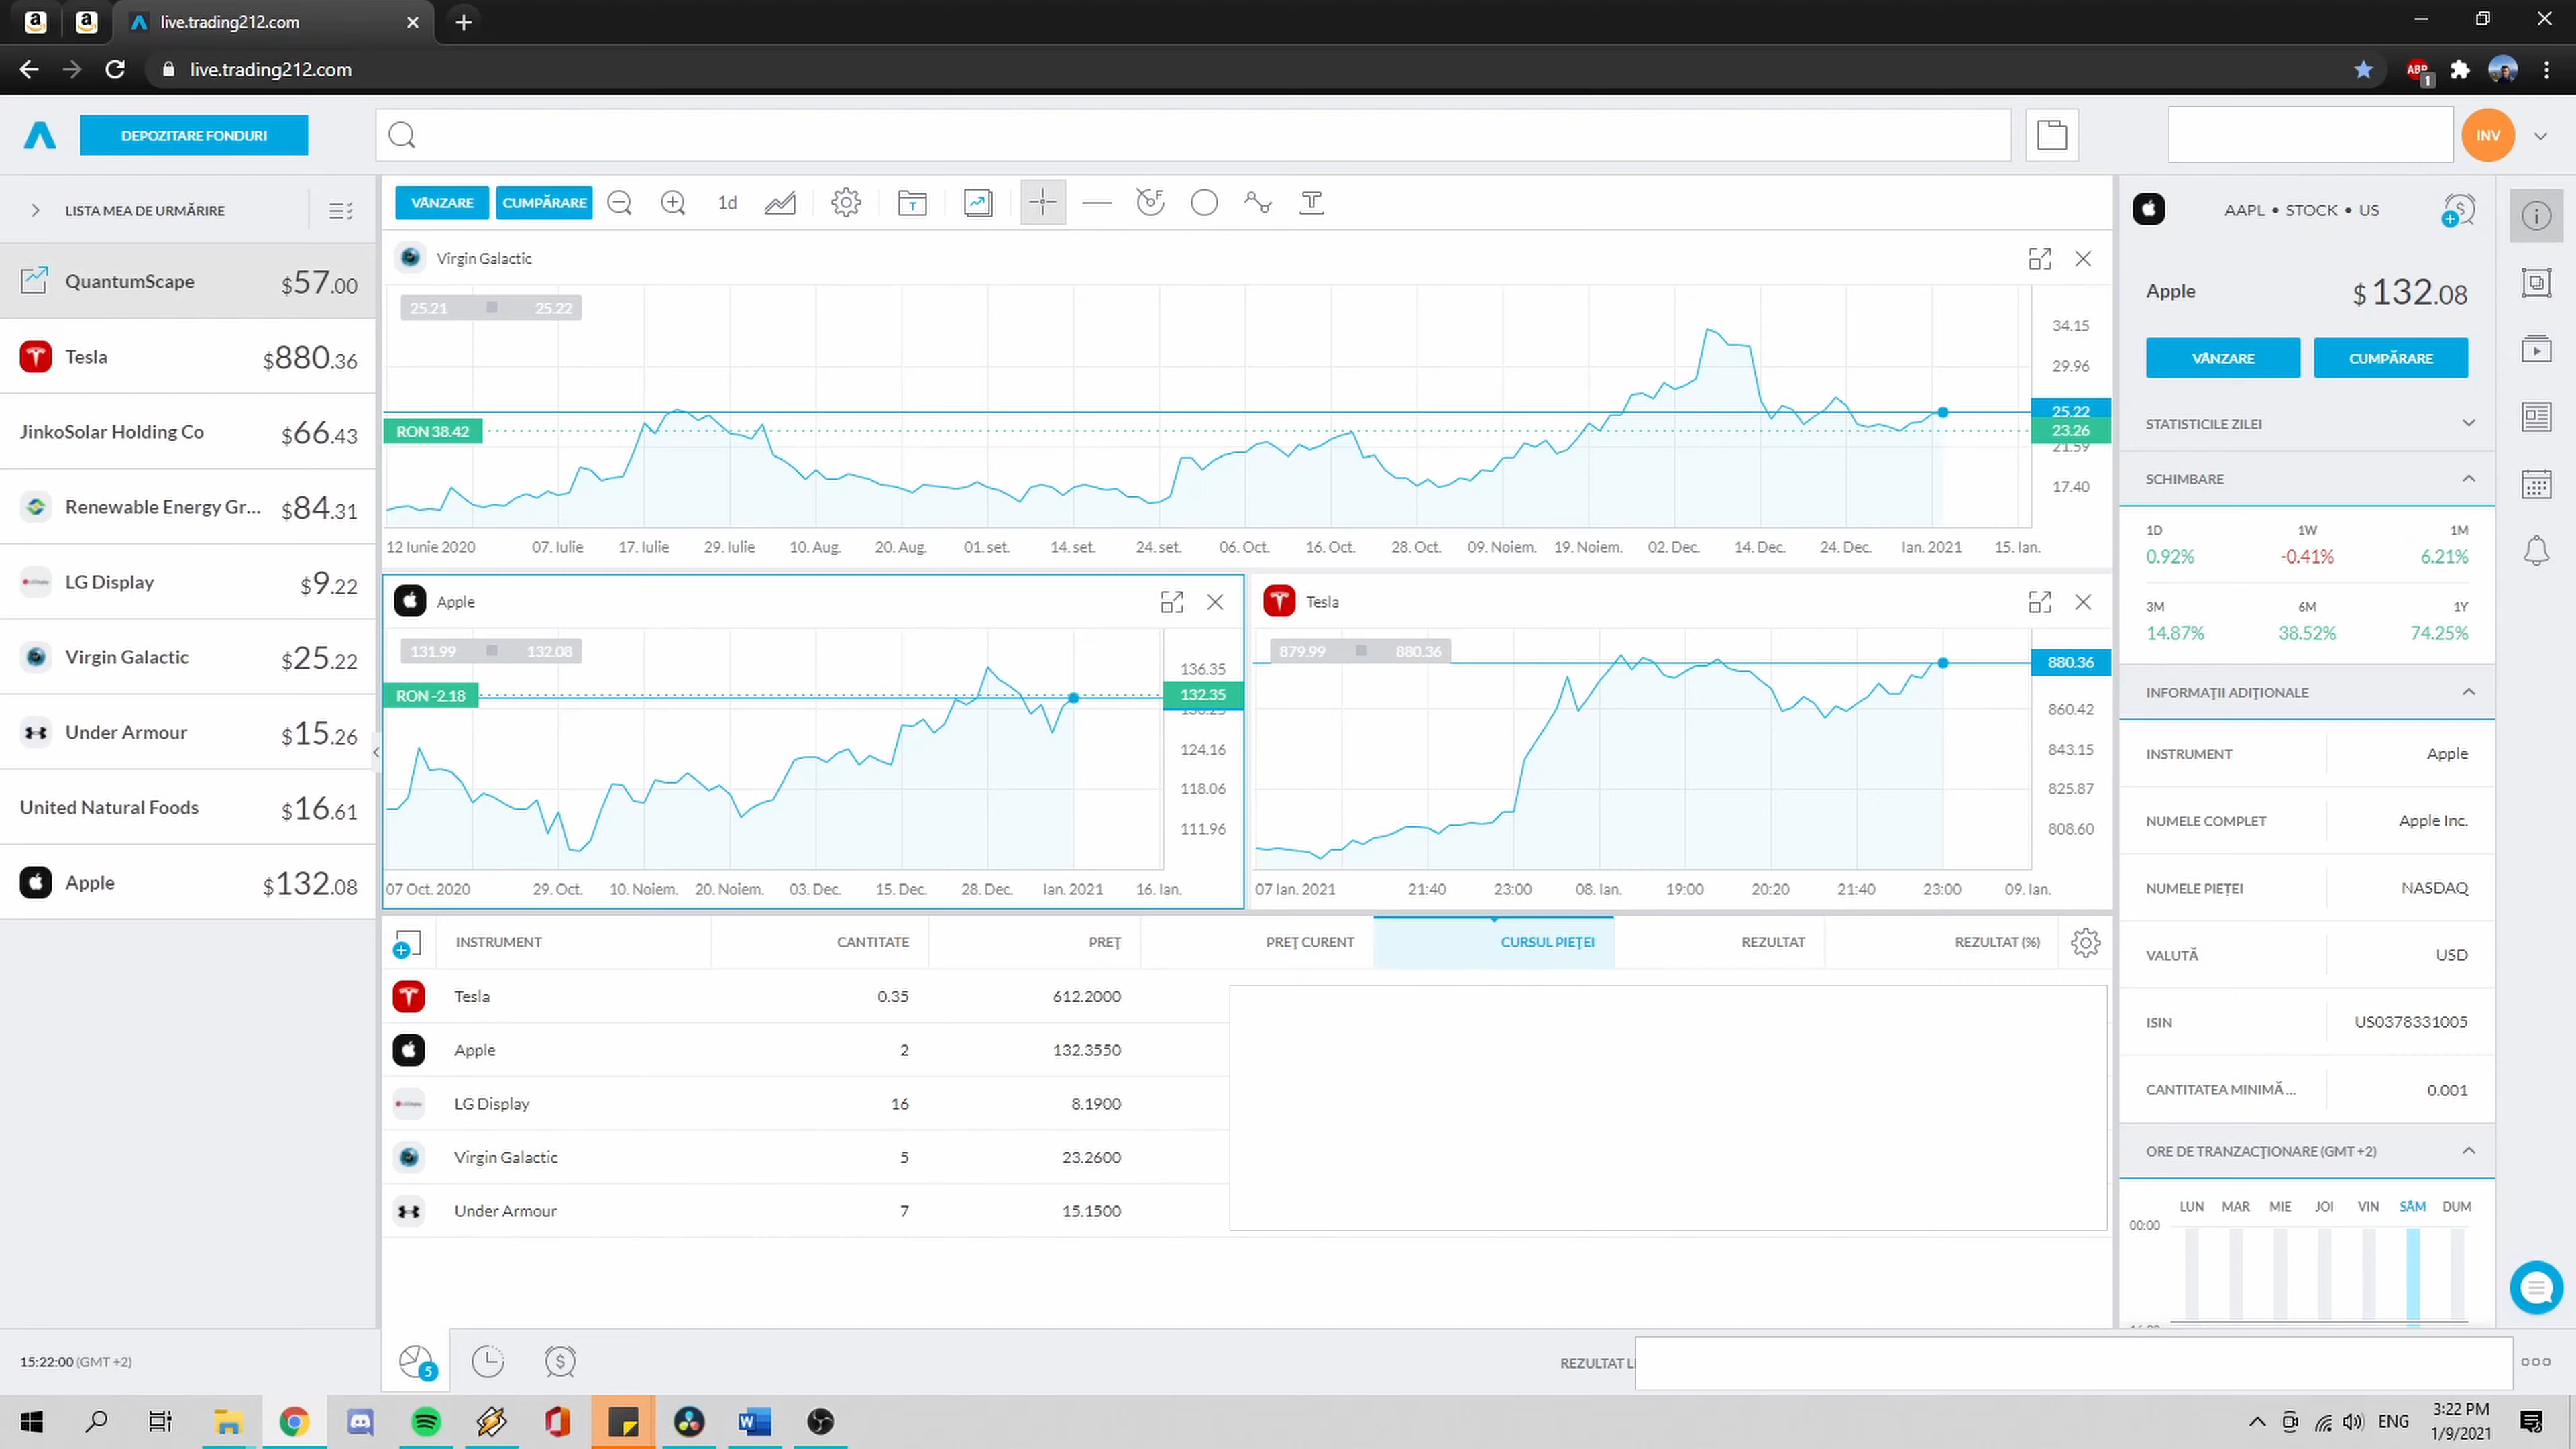 live.trading212.com
live.trading212.com
ABP 1
DEPOZITARE FONDURI
INV
LISTA MEA DE URMĂRIRE
QuantumScape $57.00
Tesla $880.36
JinkoSolar Holding Co $66.43
Renewable Energy Gr... $84.31
LG Display $9.22
Virgin Galactic $25.22
Under Armour $15.26
United Natural Foods $16.61
Apple $132.08
VÂNZARE CUMPĂRARE 1d
Virgin Galactic
25.21 25.22
34.15
29.96
25.22
RON 38.42 23.26
21.59
17.40
12 Iunie 2020 07. Iulie 17. Iulie 29. Iulie 10. Aug. 20. Aug. 01. set. 14. set. 24. set. 06. Oct. 16. Oct. 28. Oct. 09. Noiem. 19. Noiem. 02. Dec. 14. Dec. 24. Dec. Ian. 2021 15. Ian.
Apple
131.99 132.08
136.35
RON -2.18 132.35
124.16
118.06
111.96
07 Oct. 2020 29. Oct. 10. Noiem. 20. Noiem. 03. Dec. 15. Dec. 28. Dec. Ian. 2021 16. Ian.
Tesla
879.99 880.36
880.36
860.42
843.15
825.87
808.60
07 Ian. 2021 21:40 23:00 08. Ian. 19:00 20:20 21:40 23:00 09. Ian.
INSTRUMENT CANTITATE PREȚ PREȚ CURENT CURSUL PIEȚEI REZULTAT REZULTAT (%)
Tesla 0.35 612.2000
Apple 2 132.3550
LG Display 16 8.1900
Virgin Galactic 5 23.2600
Under Armour 7 15.1500
AAPL • STOCK • US
Apple $132.08
VÂNZARE CUMPĂRARE
STATISTICILE ZILEI
SCHIMBARE
1D 1W 1M
0.92% -0.41% 6.21%
3M 6M 1Y
14.87% 38.52% 74.25%
INFORMAȚII ADIȚIONALE
INSTRUMENT Apple
NUMELE COMPLET Apple Inc.
NUMELE PIEȚEI NASDAQ
VALUTĂ USD
ISIN US0378331005
CANTITATEA MINIMĂ ... 0.001
ORE DE TRANZACȚIONARE (GMT +2)
LUN MAR MIE JOI VIN SÂM DUM
00:00
15:22:00 (GMT +2)
5
REZULTAT
ENG
3:22 PM
1/9/2021